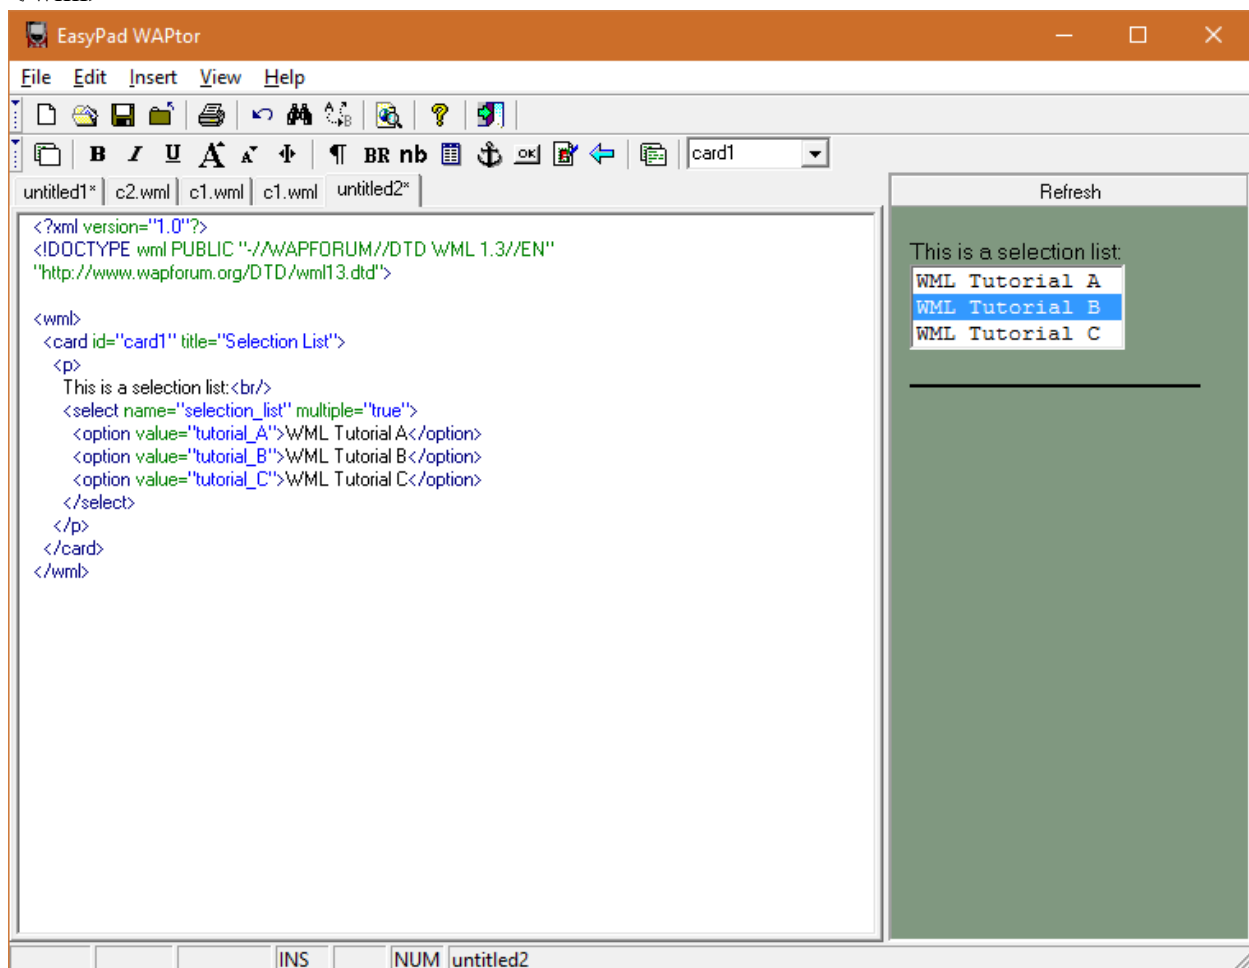 EasyPad WAPtor
File Edit Insert View Help
B I U A A ¶ BR nb OK card1
untitled1* c2.wml c1.wml c1.wml untitled2*
Refresh
<?xml version="1.0"?>
<!DOCTYPE wml PUBLIC "-//WAPFORUM//DTD WML 1.3//EN"
"http://www.wapforum.org/DTD/wml13.dtd">
<wml>
<card id="card1" title="Selection List">
<p>
This is a selection list:<br/>
<select name="selection_list" multiple="true">
<option value="tutorial_A">WML Tutorial A</option>
<option value="tutorial_B">WML Tutorial B</option>
<option value="tutorial_C">WML Tutorial C</option>
</select>
</p>
</card>
</wml>
This is a selection list:
WML Tutorial A
WML Tutorial B
WML Tutorial C
INS NUM untitled2